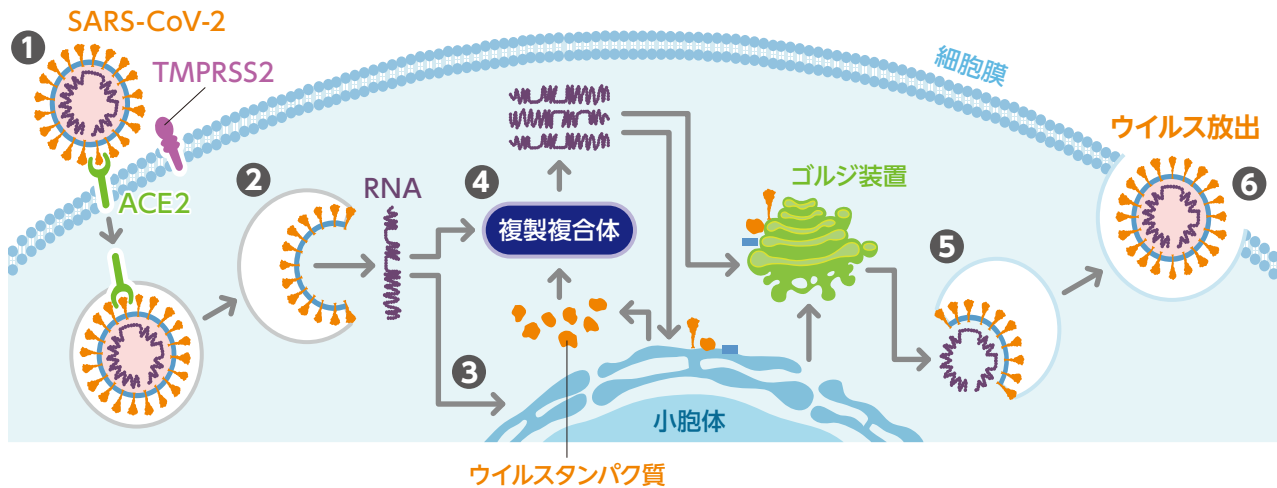 SARS-CoV-2
1
TMPRSS2
ACE2
2
RNA
3
4
複製複合体
ウイルスタンパク質
小胞体
ゴルジ装置
細胞膜
5
ウイルス放出
6